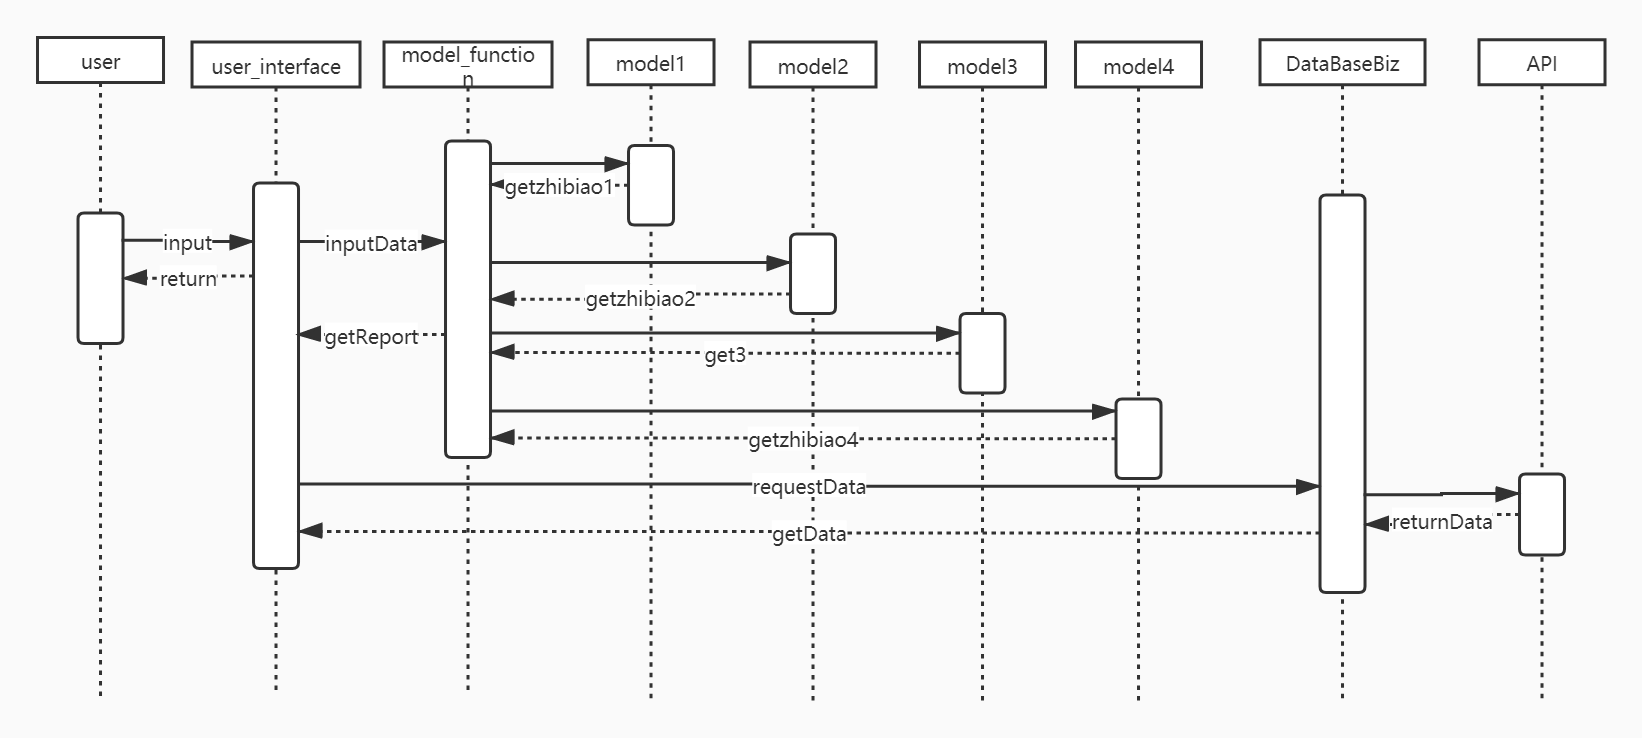 user
user_interface
model_functio
n
model1
model2
model3
model4
DataBaseBiz
API
getzhibiao1
input
inputData
return
getzhibiao2
getReport
get3
getzhibiao4
requestData
returnData
getData